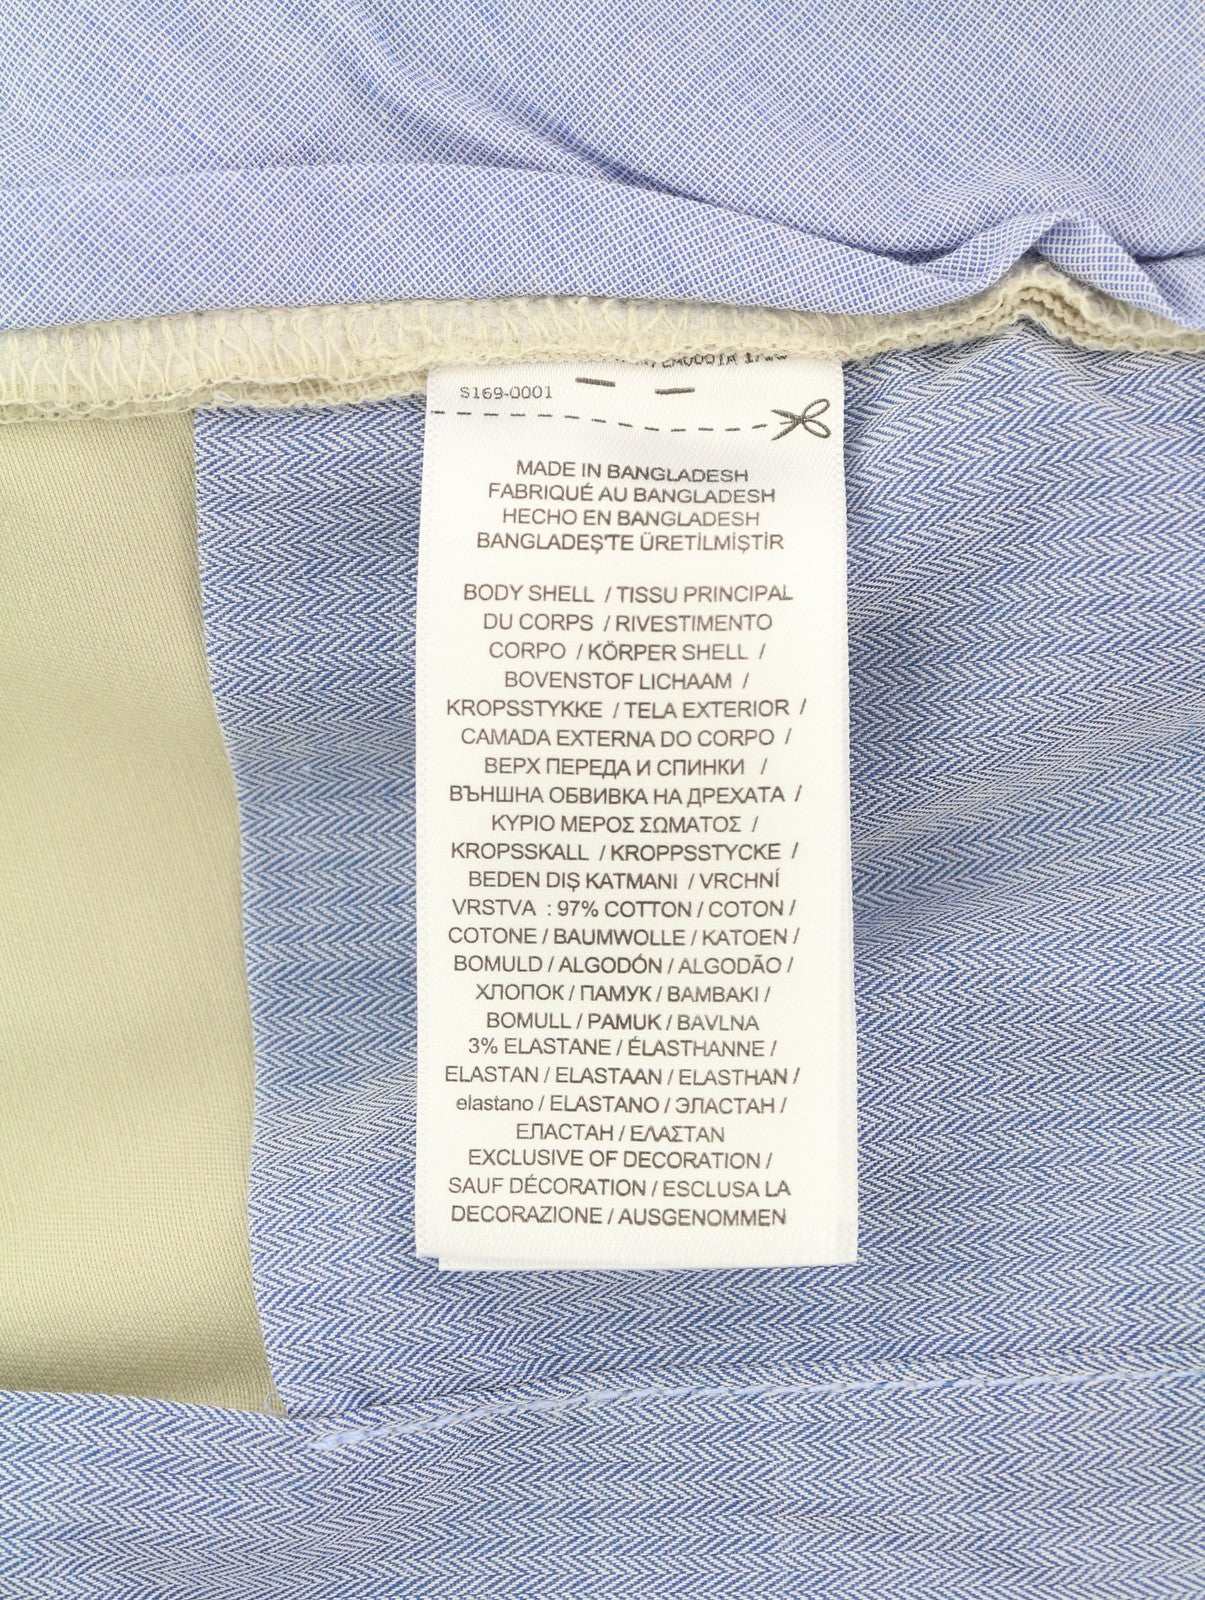 S169-0001
MADE IN BANGLADESH
FABRIQUÉ AU BANGLADESH
HECHO EN BANGLADESH
BANGLADEŞ'TE ÜRETİLMİŞTİR
BODY SHELL / TISSU PRINCIPAL
DU CORPS / RIVESTIMENTO
CORPO / KÖRPER SHELL /
BOVENSTOF LICHAAM /
KROPSSTYKKE / TELA EXTERIOR /
CAMADA EXTERNA DO CORPO /
ВЕРХ ПЕРЕДА И СПИНКИ /
ВЪНШНА ОБВИВКА НА ДРЕХАТА /
ΚΥΡΙΟ ΜΕΡΟΣ ΣΩΜΑΤΟΣ /
KROPSSKALL / KROPPSSTYCKE /
BEDEN DIŞ KATMANI / VRCHNÍ
VRSTVA : 97% COTTON / COTON /
COTONE / BAUMWOLLE / KATOEN /
BOMULD / ALGODÓN / ALGODÃO /
ХЛОПОК / ПАМУК / BAMBAKI /
BOMULL / PAMUK / BAVLNA
3% ELASTANE / ÉLASTHANNE /
ELASTAN / ELASTAAN / ELASTHAN /
elastano / ELASTANO / ЭЛАСТАН /
ЕЛАСТАН / ΕΛΑΣΤΑΝ
EXCLUSIVE OF DECORATION /
SAUF DÉCORATION / ESCLUSA LA
DECORAZIONE / AUSGENOMMEN